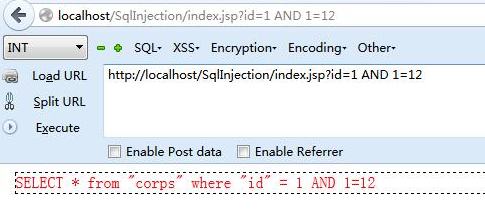 localhost/SqlInjection/index.jsp?id=1 AND 1=12
INT SQL- XSS- Encryption- Encoding- Other-
Load URL
http://localhost/SqlInjection/index.jsp?id=1 AND 1=12
Split URL
Execute
Enable Post data Enable Referrer
SELECT * from "corps" where "id" = 1 AND 1=12